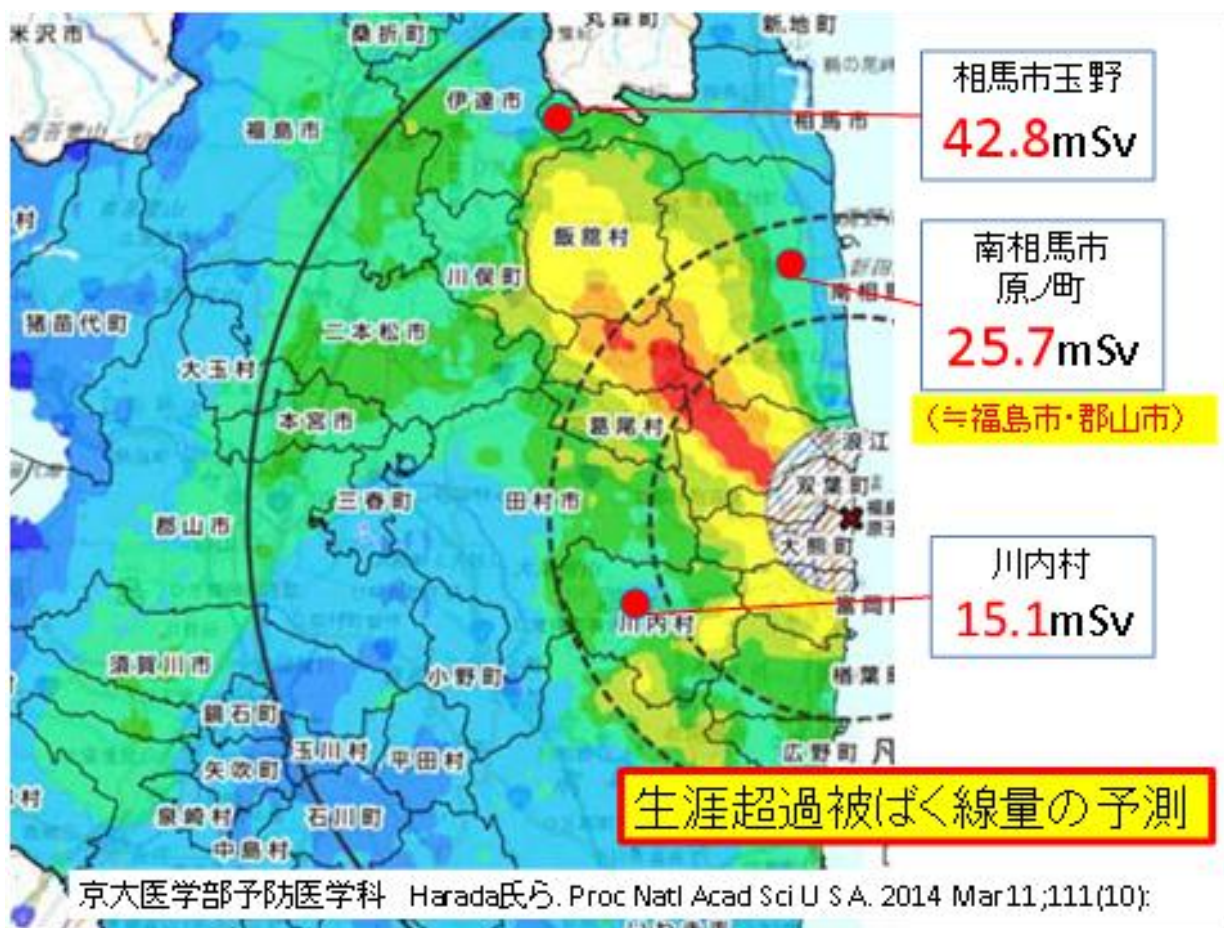 米沢市
桑折町
丸森町
新地町
伊達市
福島市
相馬市
相馬市玉野
42.8mSv
飯舘村
川俣町
南相馬市
原ノ町
25.7mSv
(≒福島市・郡山市)
猪苗代町
二本松市
大玉村
本宮市
葛尾村
浪江
三春町
田村市
双葉町
郡山市
大熊町
川内村
15.1mSv
川内村
富岡
須賀川市
小野町
楢葉
鏡石町
玉川村
平田村
広野町
凡
矢吹町
泉崎村
石川町
中島村
生涯超過被ばく線量の予測
京大医学部予防医学科 Harada氏ら. Proc Natl Acad Sci U S A. 2014 Mar 11;111(10):